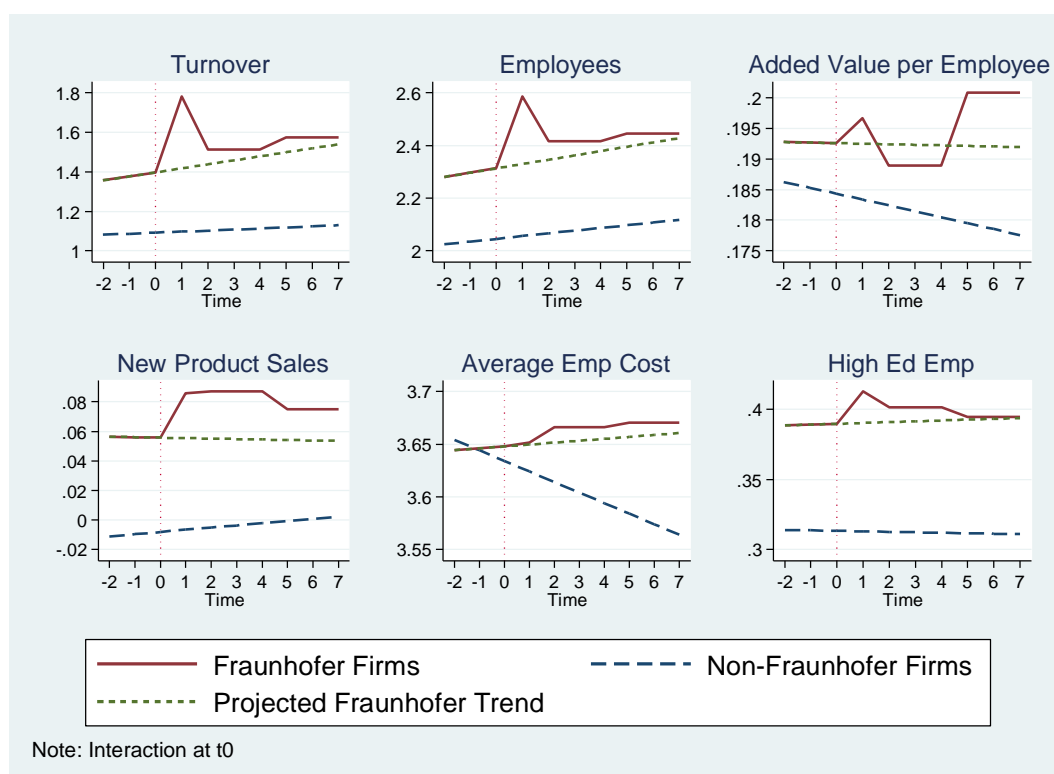 Turnover
Employees
Added Value per Employee
1.8
1.6
1.4
1.2
1
-2 -1 0 1 2 3 4 5 6 7
Time
2.6
2.4
2.2
2
-2 -1 0 1 2 3 4 5 6 7
Time
.2
.195
.19
.185
.18
.175
-2 -1 0 1 2 3 4 5 6 7
Time
New Product Sales
Average Emp Cost
High Ed Emp
.08
.06
.04
.02
0
-.02
-2 -1 0 1 2 3 4 5 6 7
Time
3.7
3.65
3.6
3.55
-2 -1 0 1 2 3 4 5 6 7
Time
.4
.35
.3
-2 -1 0 1 2 3 4 5 6 7
Time
Fraunhofer Firms
Non-Fraunhofer Firms
Projected Fraunhofer Trend
Note: Interaction at t0